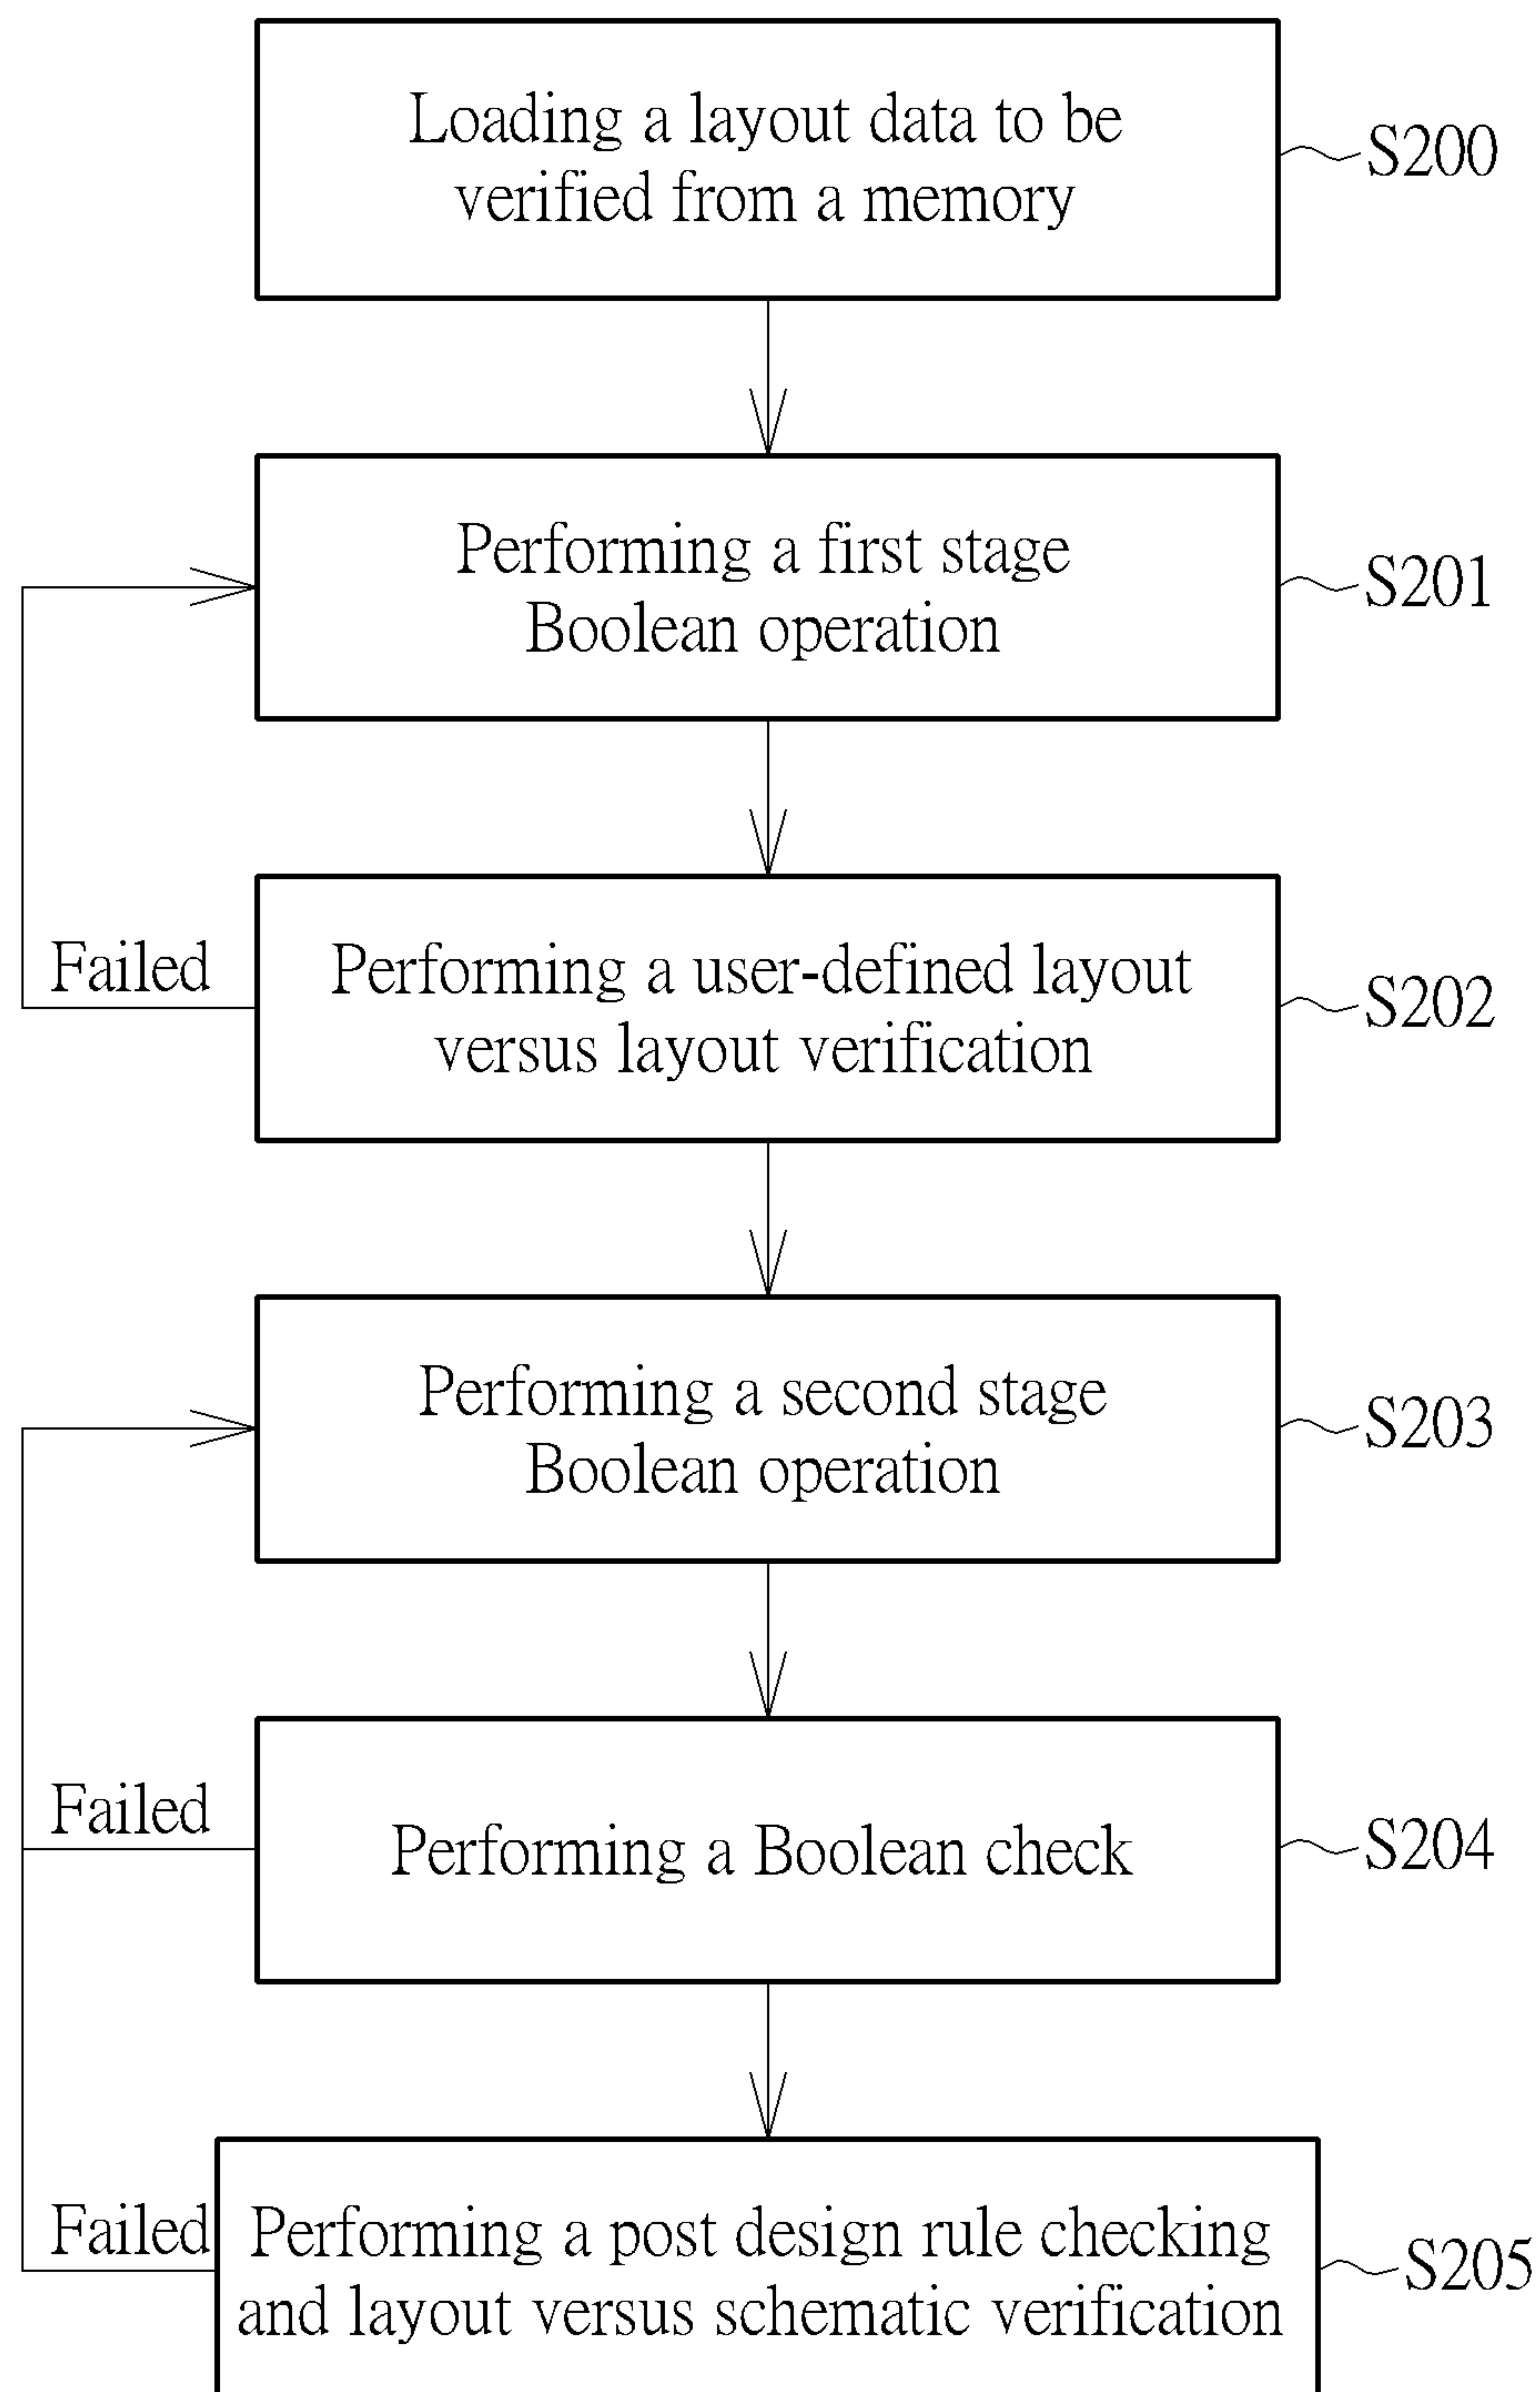 Loading a layout data to be
verified from a memory
S200
Performing a first stage
Boolean operation
S201
Failed
Performing a user-defined layout
versus layout verification
S202
Performing a second stage
Boolean operation
S203
Failed
Performing a Boolean check
S204
Failed
Performing a post design rule checking
and layout versus schematic verification
S205